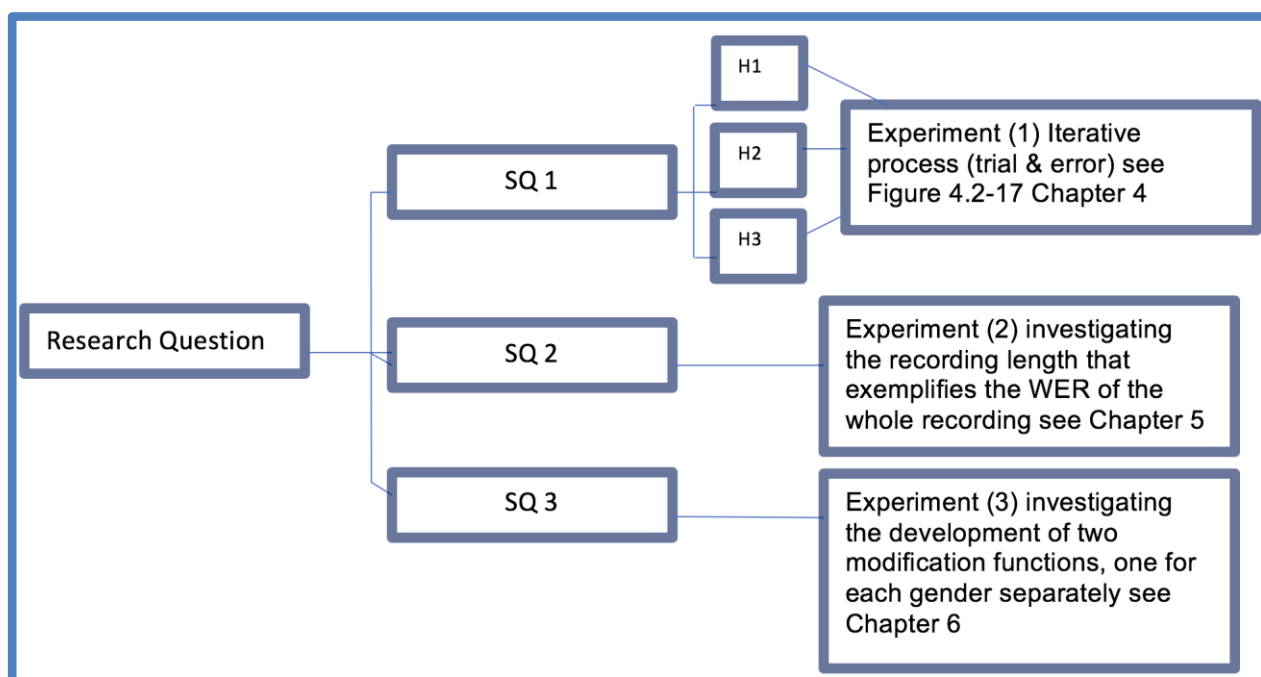 Research Question
SQ 1
H1
H2
H3
Experiment (1) Iterative
process (trial & error) see
Figure 4.2-17 Chapter 4
SQ 2
Experiment (2) investigating
the recording length that
exemplifies the WER of the
whole recording see Chapter 5
SQ 3
Experiment (3) investigating
the development of two
modification functions, one for
each gender separately see
Chapter 6